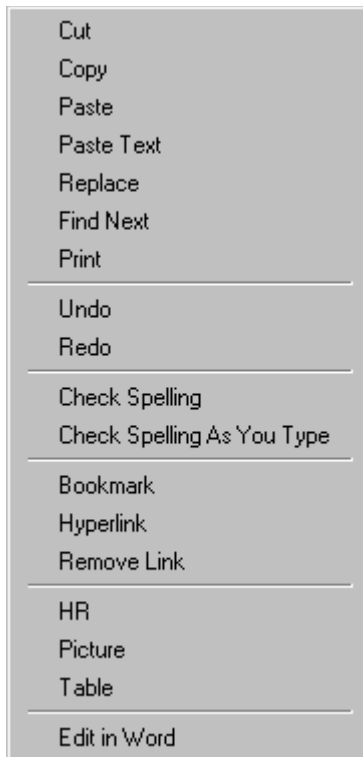 Cut
Copy
Paste
Paste Text
Replace
Find Next
Print
Undo
Redo
Check Spelling
Check Spelling As You Type
Bookmark
Hyperlink
Remove Link
HR
Picture
Table
Edit in Word